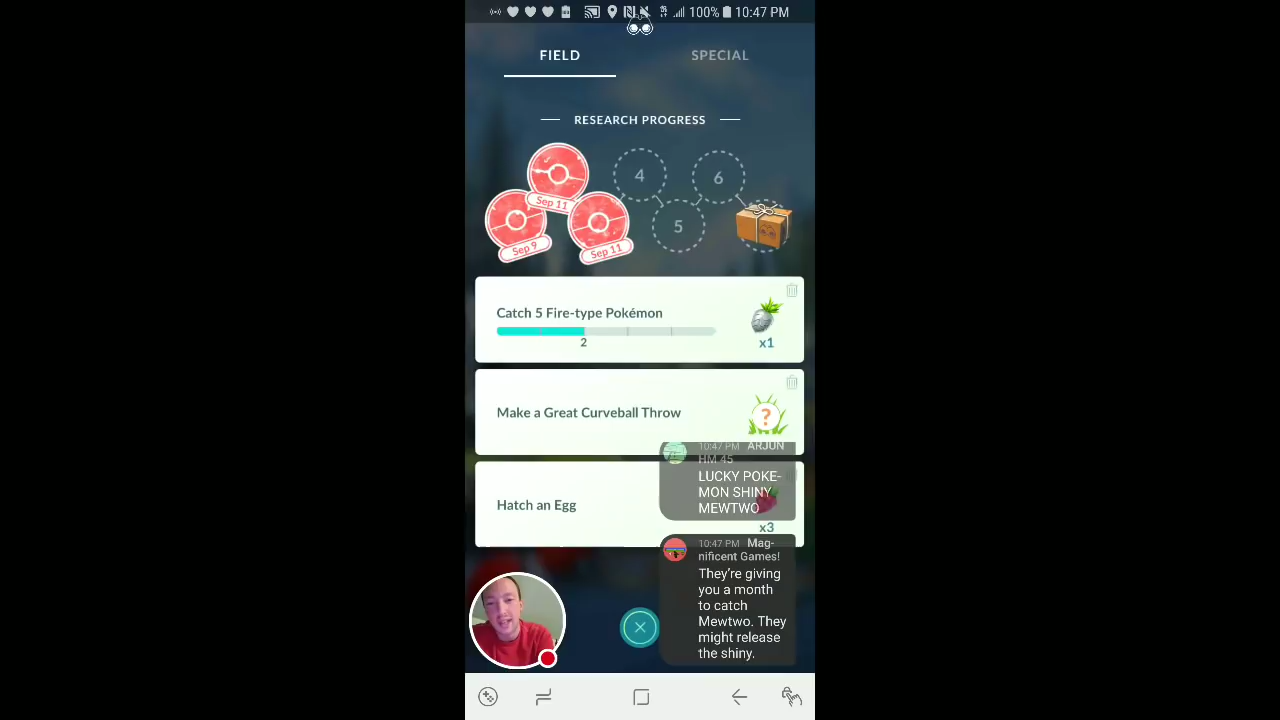 100% 10:47 PM
FIELD SPECIAL
RESEARCH PROGRESS
4 6
Sep 11
5
Sep 9 Sep 11
Catch 5 Fire-type Pokémon
2
x1
Make a Great Curveball Throw
?
10:47 PM ARJUN
HM 45
LUCKY POKE-
MON SHINY
MEWTWO
Hatch an Egg
x3
10:47 PM Mag-
nificent Games!
They're giving
you a month
to catch
Mewtwo. They
might release
the shiny.